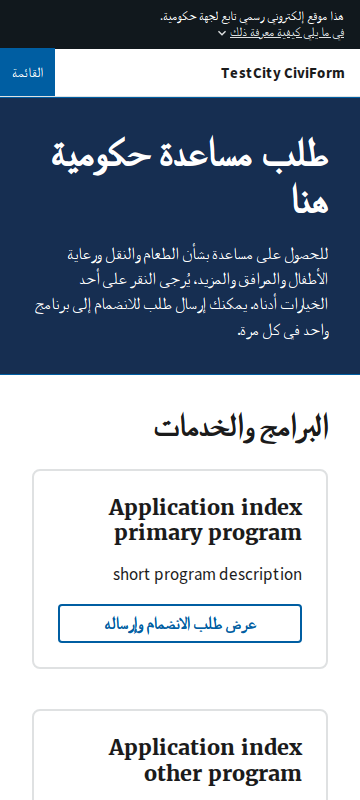 هذا موقع إلكتروني رسمي تابع لجهة حكومية.
في ما يلي كيفية معرفة ذلك
TestCity CiviForm
القائمة
طلب مساعدة حكومية
هنا
للحصول على مساعدة بشأن الطعام والنقل ورعاية
الأطفال والمرافق والمزيد، يُرجى النقر على أحد
الخيارات أدناه. يمكنك إرسال طلب للانضمام إلى برنامج
واحد في كل مرة.
البرامج والخدمات
Application index
primary program
short program description
عرض طلب الانضمام وإرساله
Application index
other program